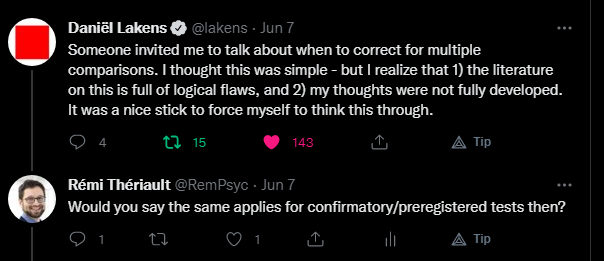 Daniël Lakens @lakens · Jun 7
Someone invited me to talk about when to correct for multiple
comparisons. I thought this was simple - but I realize that 1) the literature
on this is full of logical flaws, and 2) my thoughts were not fully developed.
It was a nice stick to force myself to think this through.
4 15 143 Tip
Rémi Thériault @RemPsyc · Jun 7
Would you say the same applies for confirmatory/preregistered tests then?
1 1 Tip